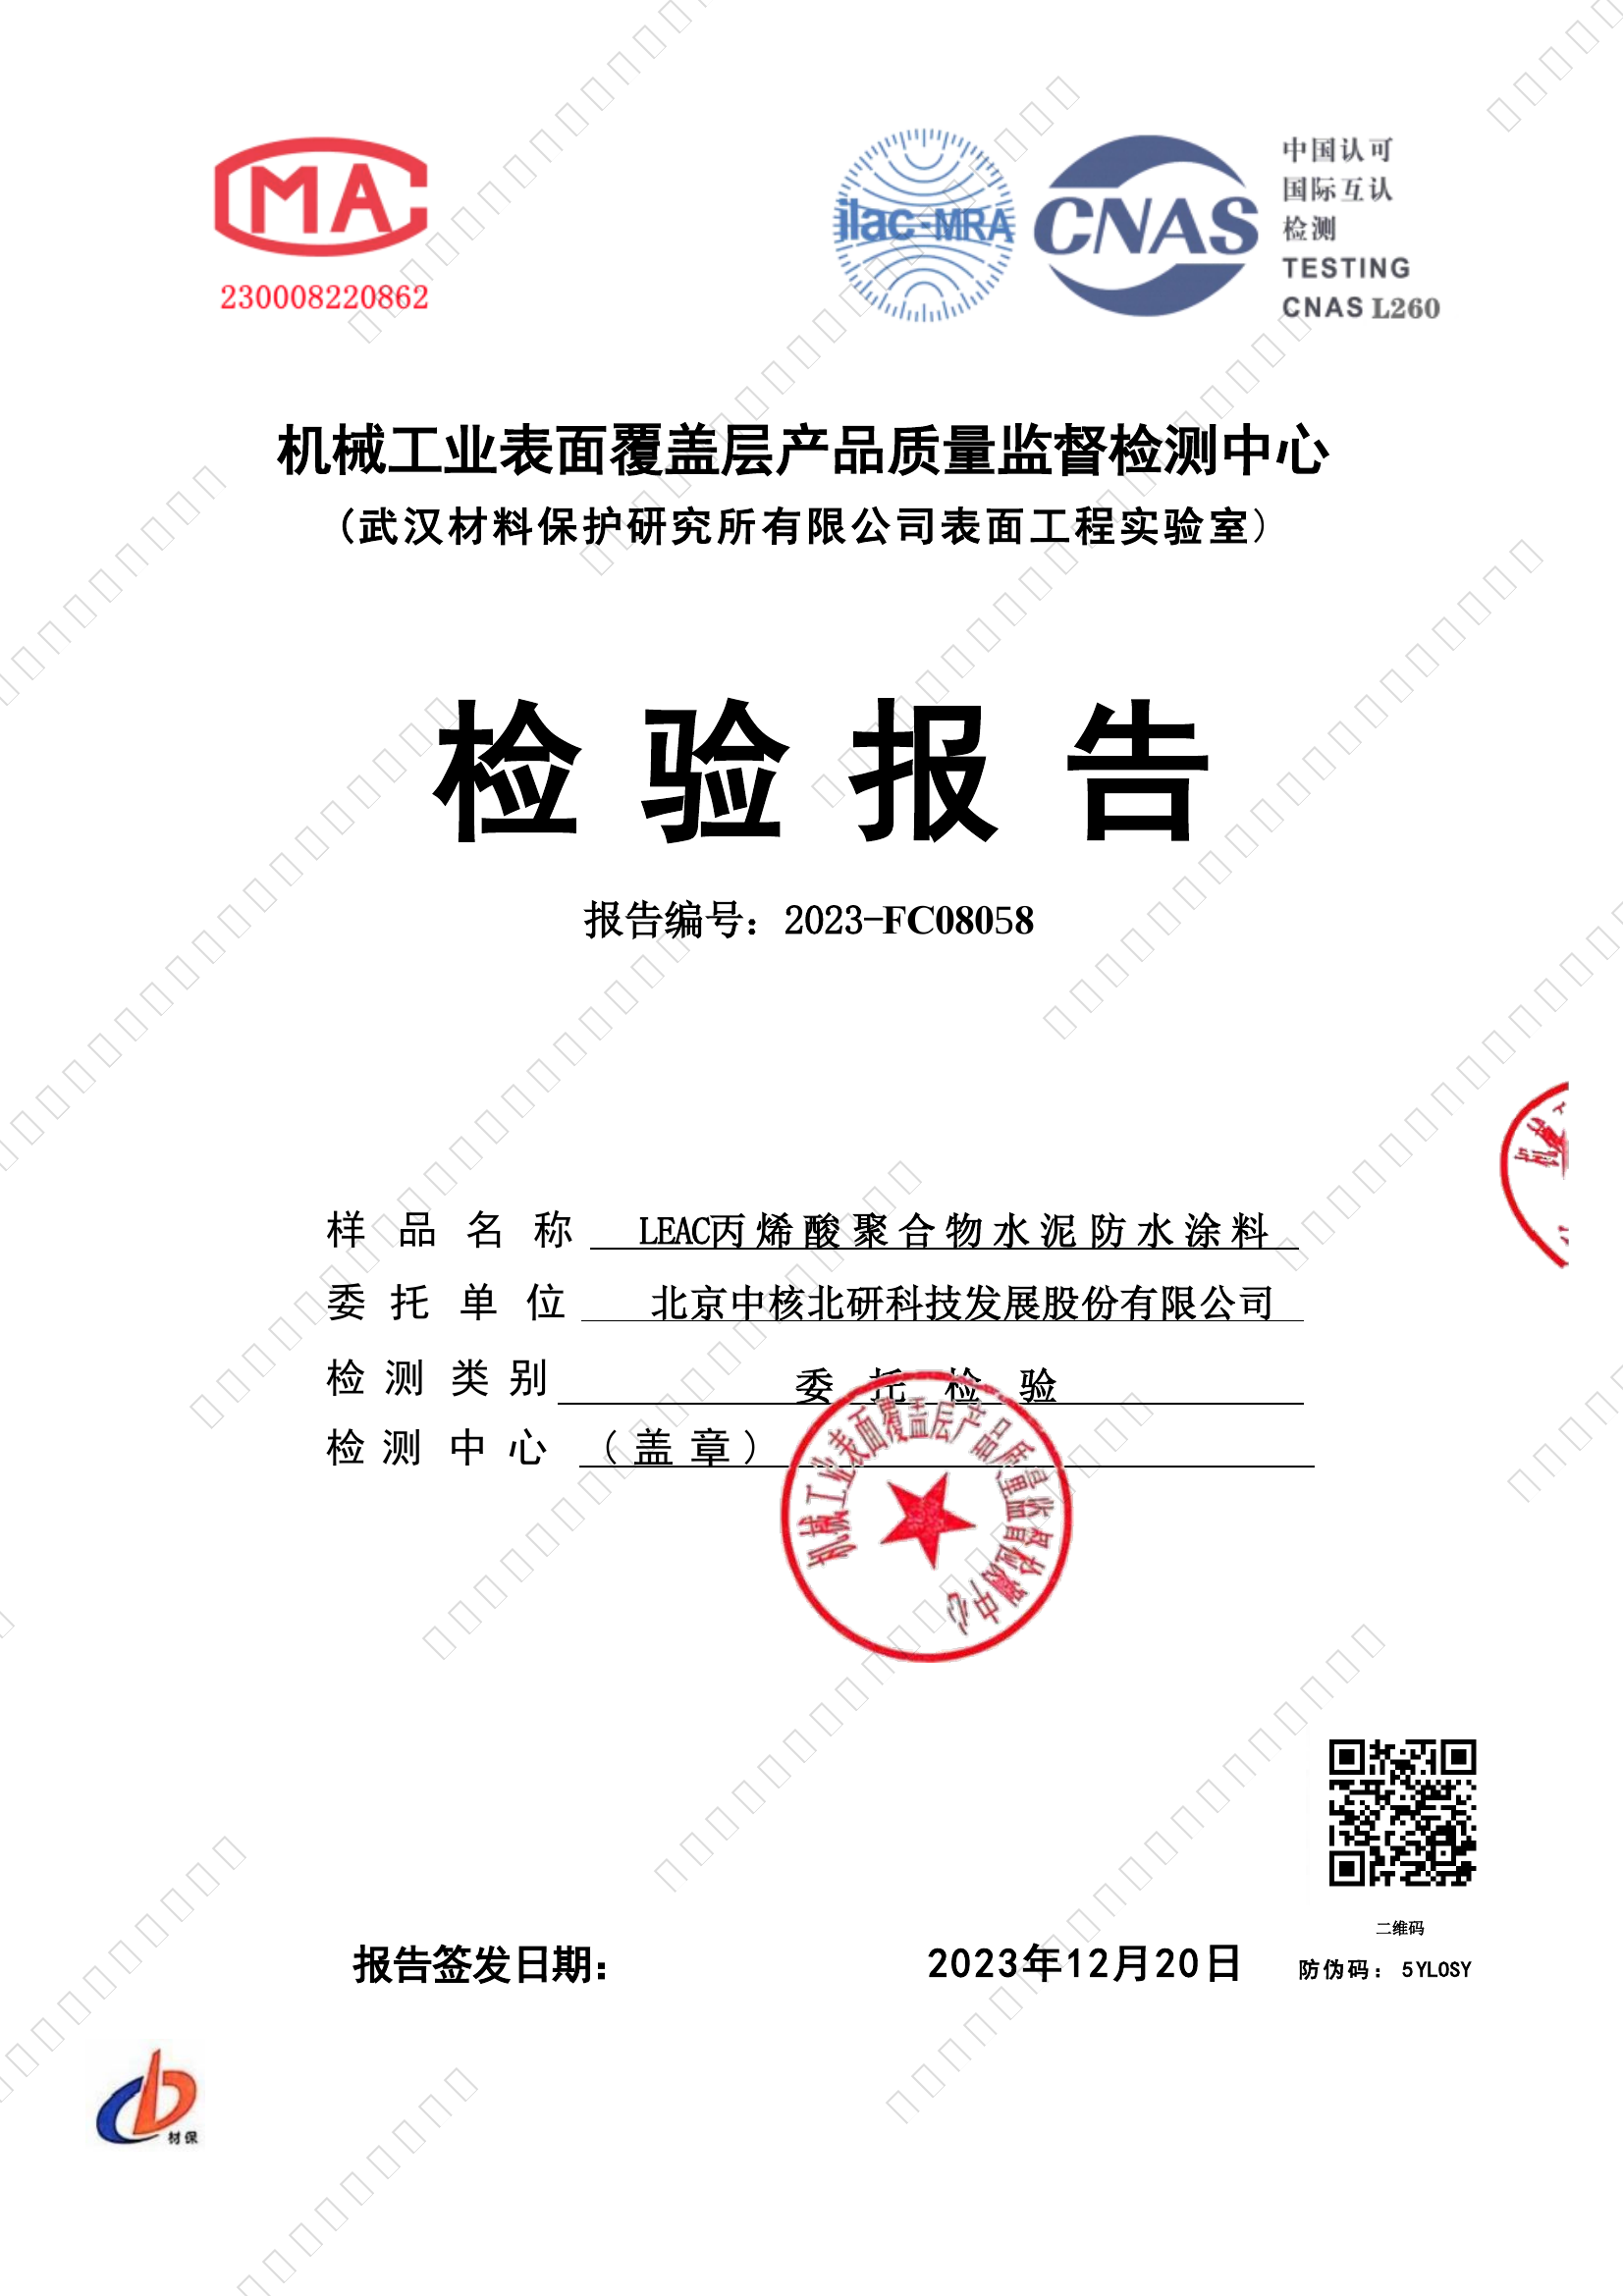 MA
230008220862
ilac-MRA
CNAS
中国认可
国际互认
检测
TESTING
CNAS L260
机械工业表面覆盖层产品质量监督检测中心
(武汉材料保护研究所有限公司表面工程实验室)
检验报告
报告编号：2023-FC08058
样品名称 LEAC丙烯酸聚合物水泥防水涂料
委托单位 北京中核北研科技发展股份有限公司
检测类别 委托检验
检测中心 (盖章)
机械工业表面覆盖层产品质量监督检测中心
二维码
报告签发日期： 2023年12月20日
防伪码：5YLOSY
材保